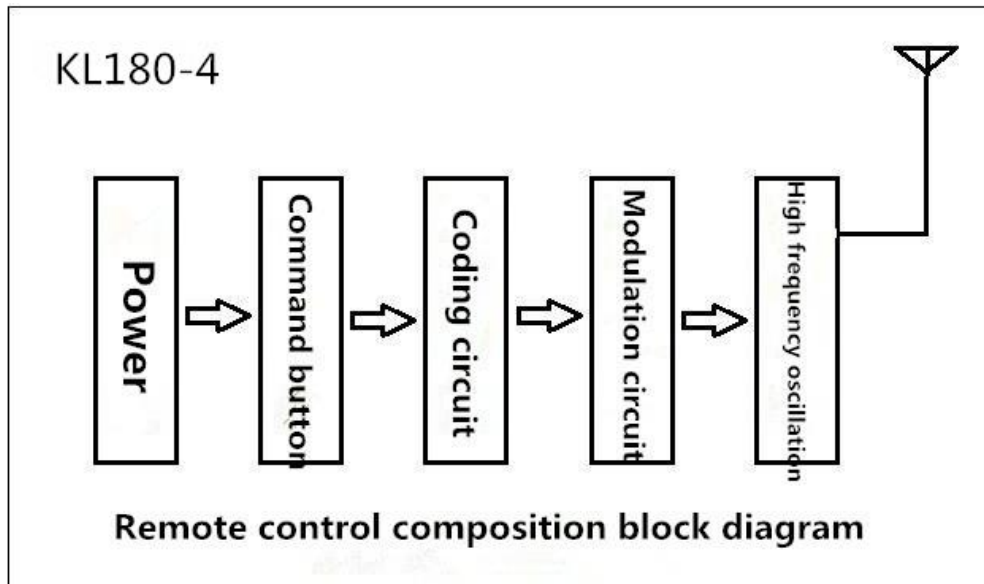 KL180-4
Power
Command button
Coding circuit
Modulation circuit
High frequency oscillation
Remote control composition block diagram